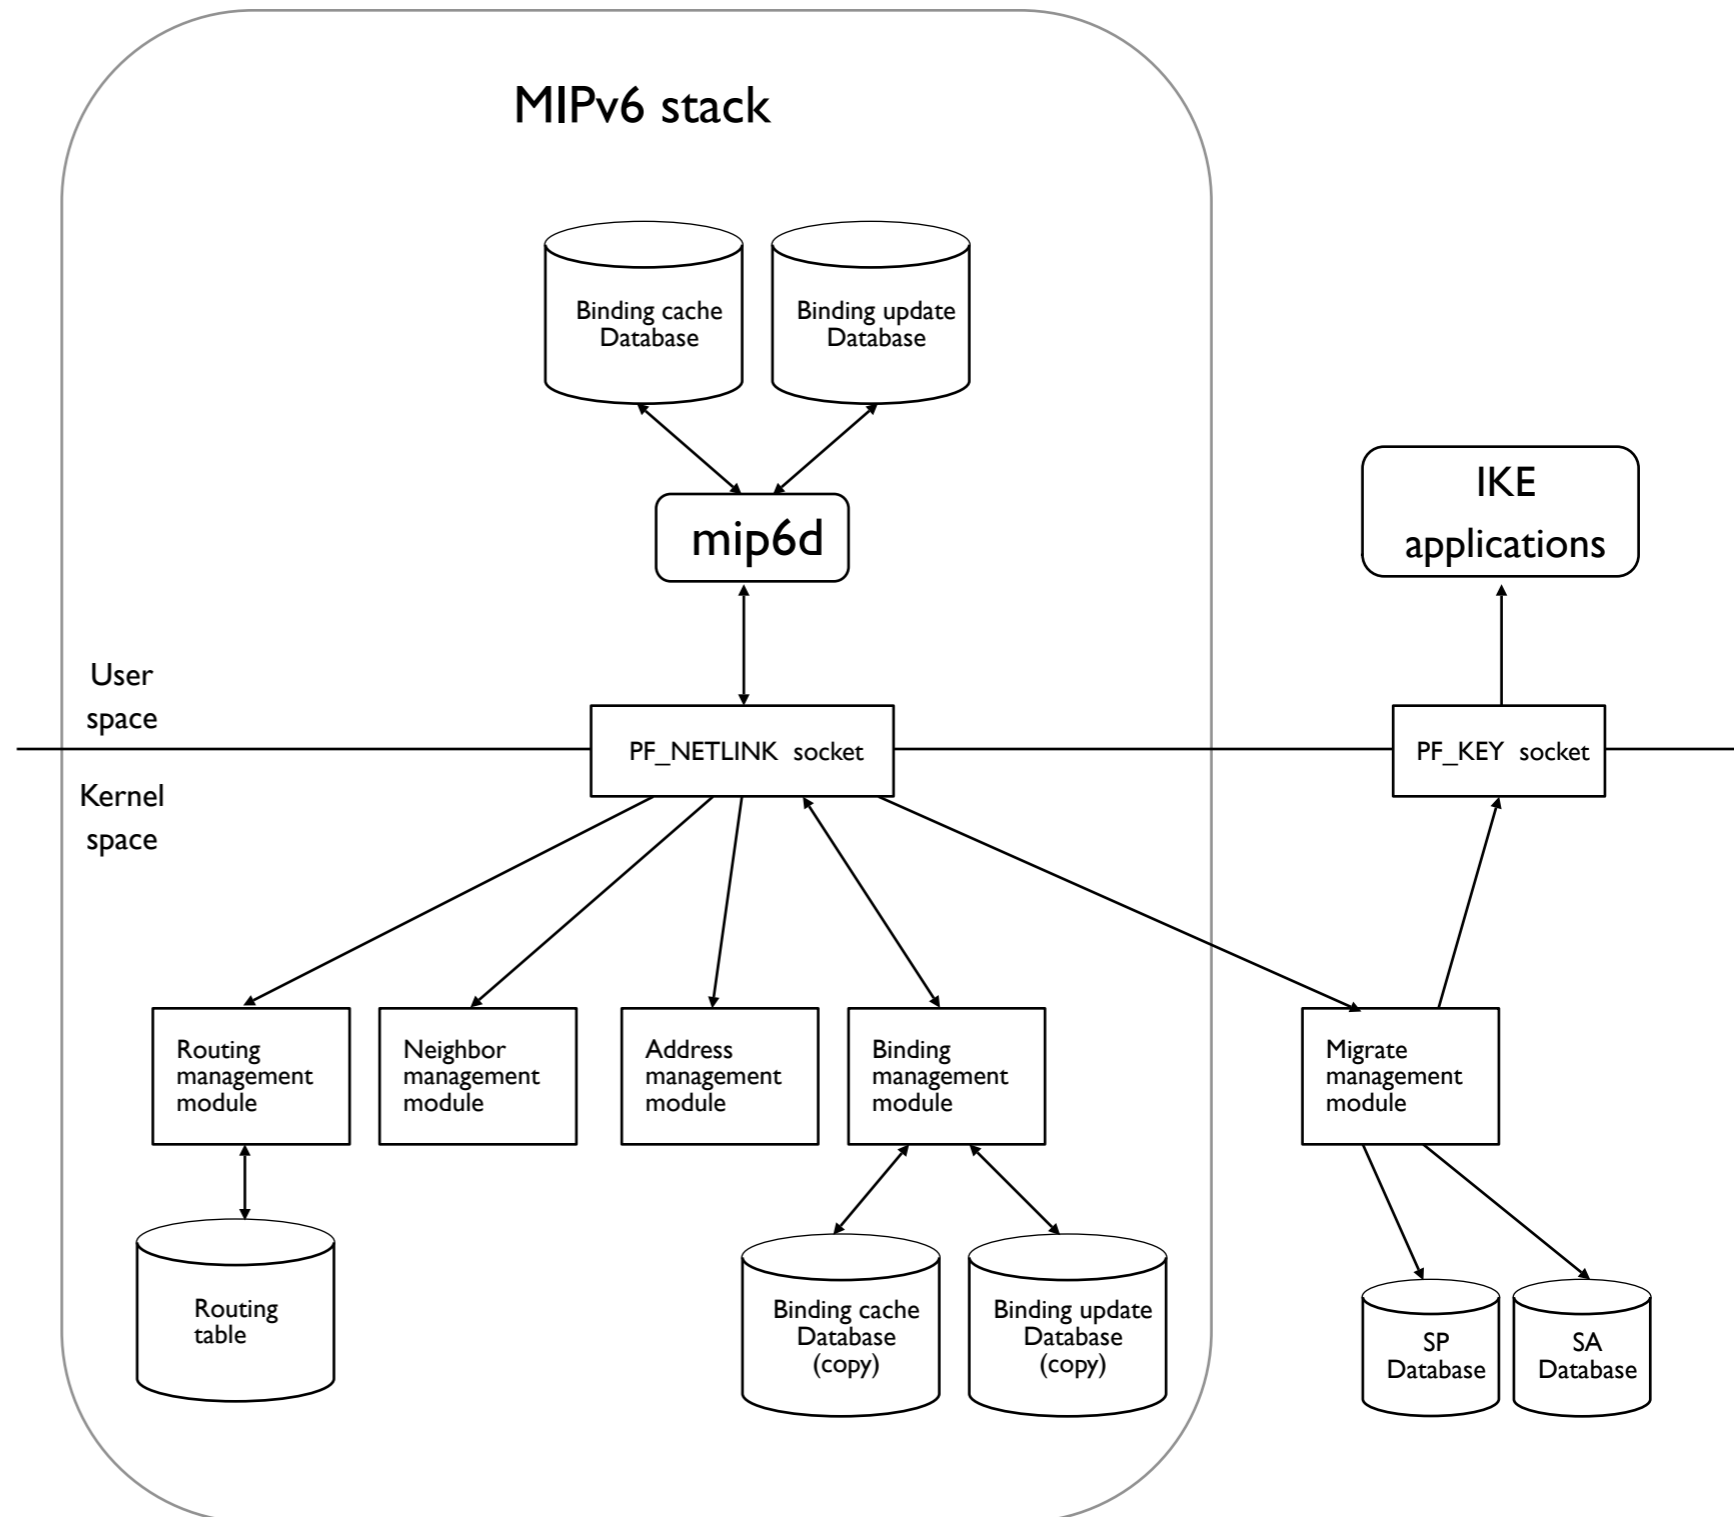 MIPv6 stack
Binding cache
Database
Binding update
Database
IKE
applications
mip6d
User
space
PF_NETLINK socket
PF_KEY socket
Kernel
space
Routing
management
module
Neighbor
management
module
Address
management
module
Binding
management
module
Migrate
management
module
Routing
table
Binding cache
Database
(copy)
Binding update
Database
(copy)
SP
Database
SA
Database